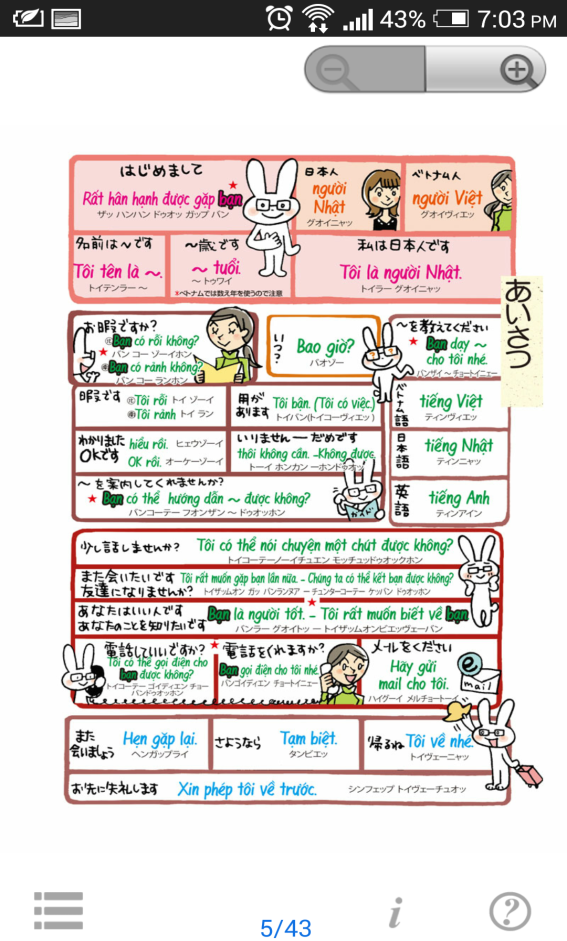 43% 7:03 PM
はじめまして
Rất hân hạnh được gặp bạn
ザッ ハンハン ドゥオッ ガップ バン
日本人
người
Nhật
グオイニャッ
ベトナム人
người Việt
グオイヴィエッ
名前は〜です
Tôi tên là 〜.
トイテンラー 〜
〜歳です
〜 tuổi.
〜 トゥワイ
★ベトナムでは数え年を使うので注意
私は日本人です
Tôi là người Nhật.
トイラー グオイニャッ
あいさつ
お暇ですか?
Bạn có rỗi không?
バン コー ゾーイホン
Bạn có rảnh không?
バン コー ランホン
いつ?
Bao giờ?
バオゾー
〜を教えてください
Bạn dạy 〜
cho tôi nhé.
バンザイ 〜 チョートイニェー
暇です
Tôi rỗi トイ ゾーイ
Tôi rảnh トイ ラン
用が
あります
Tôi bận. (Tôi có việc.)
トイバン(トイコーヴィエッ)
ベトナム語
tiếng Việt
ティンヴィエッ
わかりました
OKです
hiểu rồi. ヒェウゾーイ
OK rồi. オーケーゾーイ
いりません ー だめです
thôi không cần. -Không được.
トーイ ホンカン ーホンドゥオッ
日本語
tiếng Nhật
ティンニャッ
〜 を案内してくれませんか?
Bạn có thể hướng dẫn 〜 được không?
バンコーテー フオンザン 〜 ドゥオッホン
ガイド
英語
tiếng Anh
ティンアイン
少し話しませんか?
Tôi có thể nói chuyện một chút được không?
トイコーテーノーイチュエン モッチュッドゥオックホン
また会いたいです
友達になりませんか?
Tôi rất muốn gặp bạn lần nữa. - Chúng ta có thể kết bạn được không?
トイザッムオン ガッ バンランヌア ー チュンターコーテー ケッバン ドゥオッホン
あなたはいい人です
あなたのことを知りたいです
Bạn là người tốt. - Tôi rất muốn biết về bạn
バンラー グオイトッ ー トイザッムオンビエッヴェーバン
電話していいですか?
Tôi có thể gọi điện cho
bạn được không?
トイコーテー ゴイディエン チョー
バンドゥオッホン
電話をくれますか?
Bạn gọi điện cho tôi nhé.
バンゴイディエン チョートイニェー
メールをください
Hãy gửi
mail cho tôi.
ハイグーイ メルチョートーイ
e
mail
また
会いましょう
Hẹn gặp lại.
ヘンガップライ
さようなら
Tạm biệt.
タンビエッ
帰るね
Tôi về nhé.
トイヴェーニャッ
お先に失礼します
Xin phép tôi về trước.
シンフェップ トイヴェーチュオッ
5/43
i
?